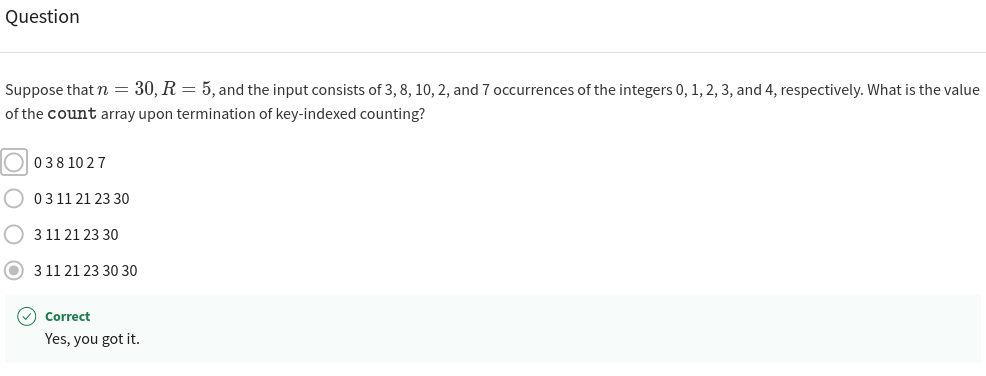 Question
Suppose that n = 30, R = 5, and the input consists of 3, 8, 10, 2, and 7 occurrences of the integers 0, 1, 2, 3, and 4, respectively. What is the value
of the count array upon termination of key-indexed counting?
0 3 8 10 2 7
0 3 11 21 23 30
3 11 21 23 30
3 11 21 23 30 30
Correct
Yes, you got it.